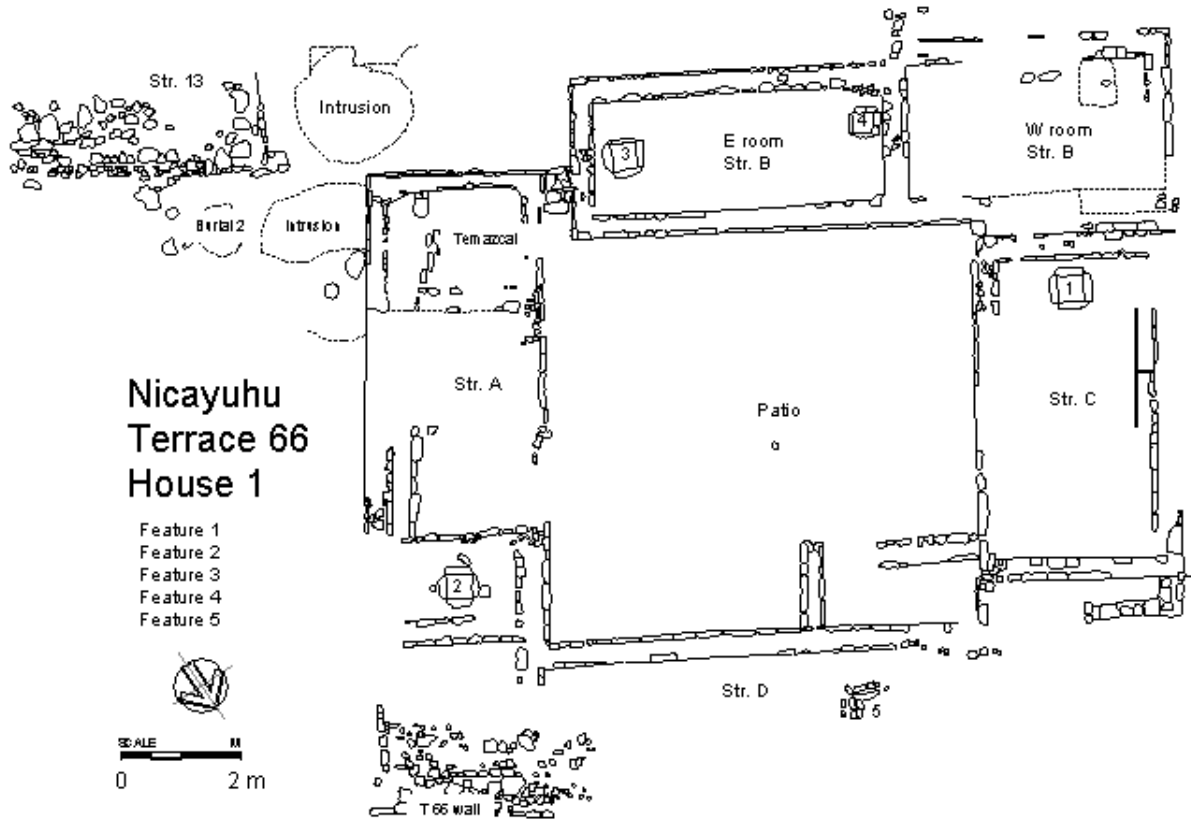 Str. 13
Intrusion
E room
Str. B
W room
Str. B
3
4
Burial 2
Intrusion
Temazcal
1
Str. A
Patio
Str. C
Nicayuhu
Terrace 66
House 1
Feature 1
Feature 2
Feature 3
Feature 4
Feature 5
2
Str. D
5
SCALE M
0 2 m
T 66 wall